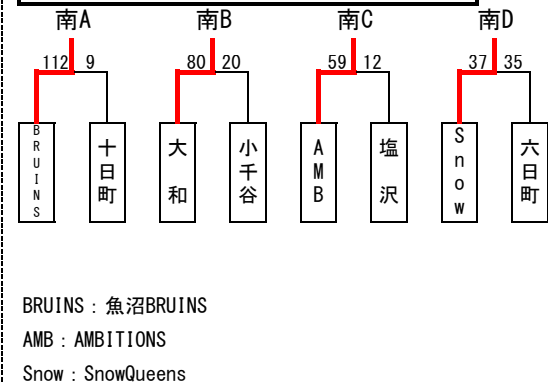 南A 南B 南C 南D
112 9 80 20 59 12 37 35
BRUINS 十日町 大和 小千谷 AMB 塩沢 Snow 六日町
BRUINS：魚沼BRUINS
AMB：AMBITIONS
Snow：SnowQueens